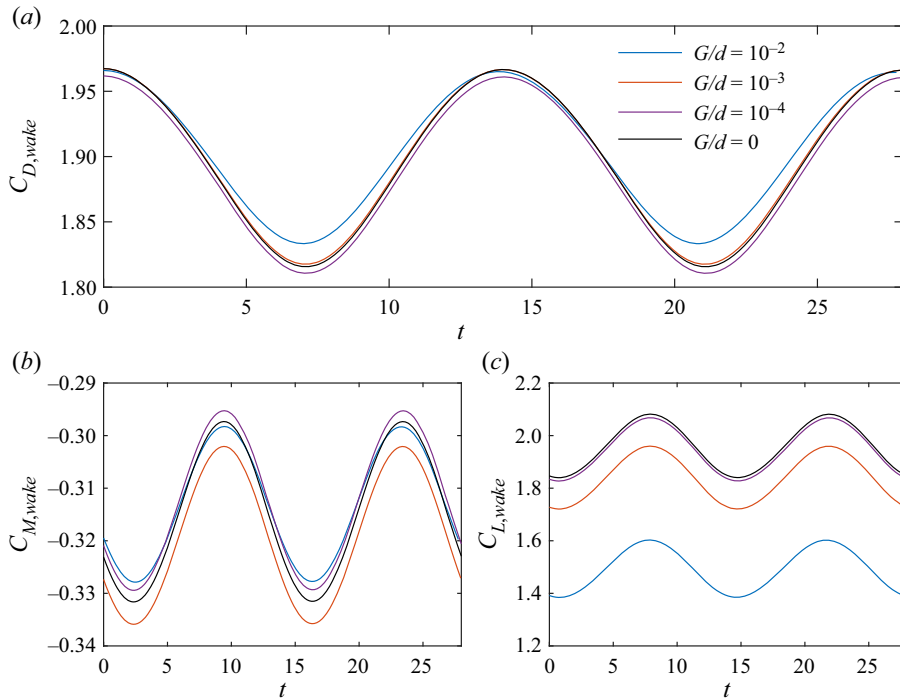 (a)
2.00
1.95
1.90
1.85
1.80
C_D,wake
G/d = 10⁻²
G/d = 10⁻³
G/d = 10⁻⁴
G/d = 0
0 5 10 15 20 25
t
(b)
–0.29
–0.30
–0.31
–0.32
–0.33
–0.34
C_M,wake
0 5 10 15 20 25
t
(c)
2.2
2.0
1.8
1.6
1.4
1.2
C_L,wake
0 5 10 15 20 25
t